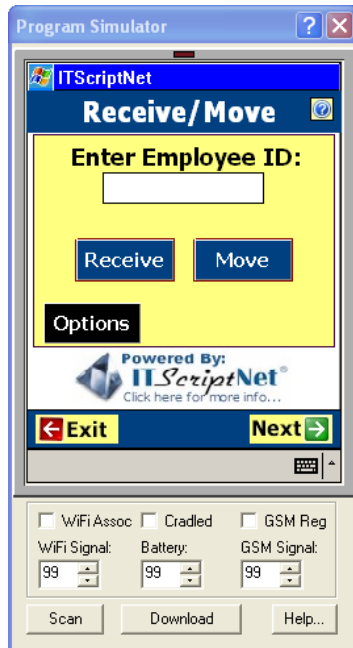 Program Simulator
ITScriptNet
Receive/Move
Enter Employee ID:
Receive Move
Options
Powered By:
ITScriptNet®
Click here for more info...
Exit Next
WiFi Assoc Cradled GSM Reg
WiFi Signal: Battery: GSM Signal:
99 99 99
Scan Download Help...